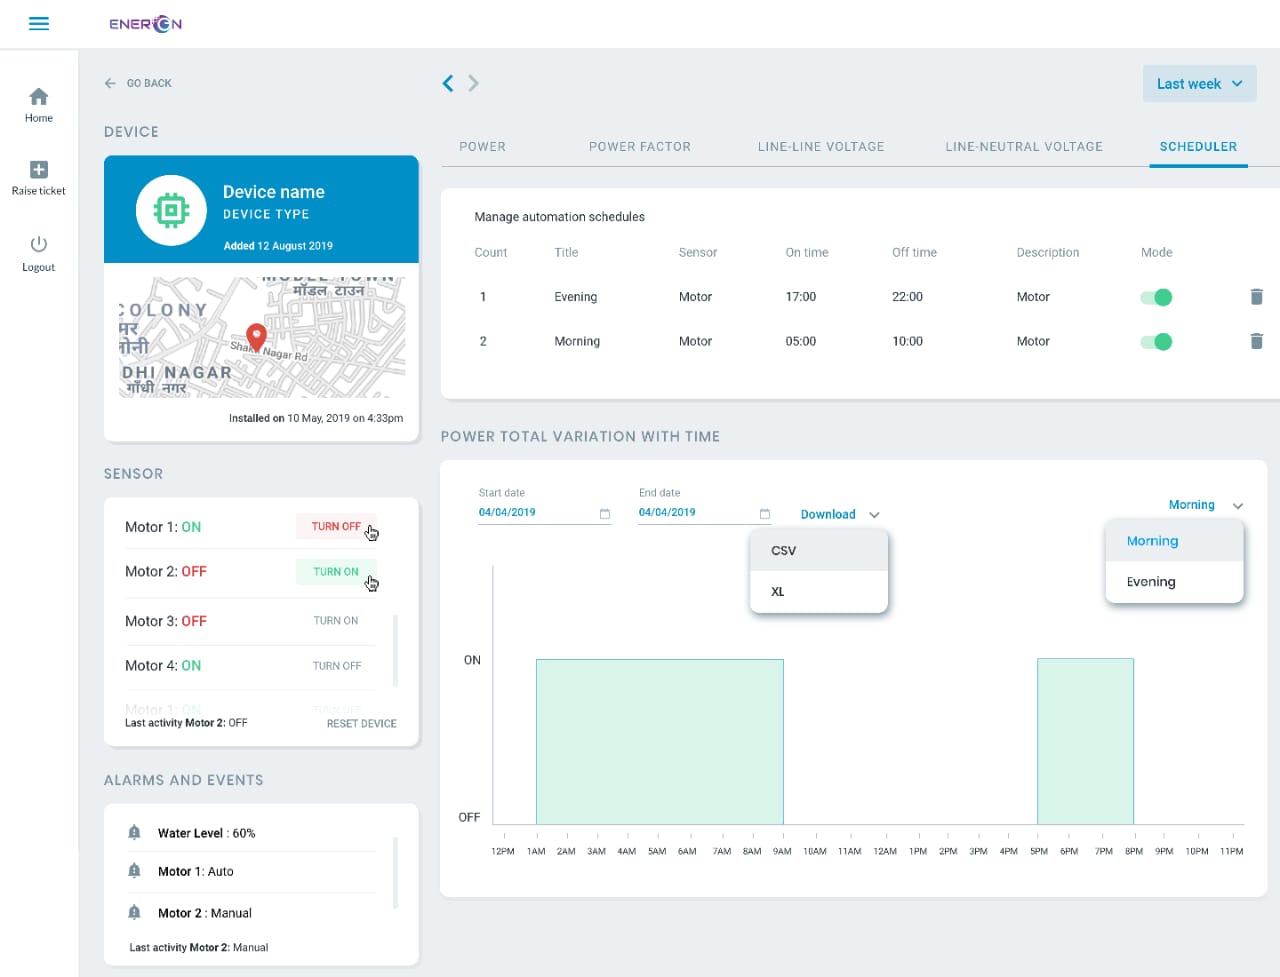 ENERGON
GO BACK
Last week
Home
Raise ticket
Logout
DEVICE
Device name
DEVICE TYPE
Added 12 August 2019
MODEL TOWN
मॉडल टाउन
COLONY
DHI NAGAR
गाँधी नगर
Installed on 10 May, 2019 on 4:33pm
SENSOR
Motor 1: ON TURN OFF
Motor 2: OFF TURN ON
Motor 3: OFF TURN ON
Motor 4: ON TURN OFF
Motor 1: ON TURN OFF
Last activity Motor 2: OFF RESET DEVICE
ALARMS AND EVENTS
Water Level : 60%
Motor 1: Auto
Motor 2 : Manual
Last activity Motor 2: Manual
POWER POWER FACTOR LINE-LINE VOLTAGE LINE-NEUTRAL VOLTAGE SCHEDULER
Manage automation schedules
Count Title Sensor On time Off time Description Mode
1 Evening Motor 17:00 22:00 Motor
2 Morning Motor 05:00 10:00 Motor
POWER TOTAL VARIATION WITH TIME
Start date End date
04/04/2019 04/04/2019 Download Morning
CSV
XL
Morning
Evening
ON
OFF
12PM 1AM 2AM 3AM 4AM 5AM 6AM 7AM 8AM 9AM 10AM 11AM 12AM 1PM 2PM 3PM 4PM 5PM 6PM 7PM 8PM 9PM 10PM 11PM